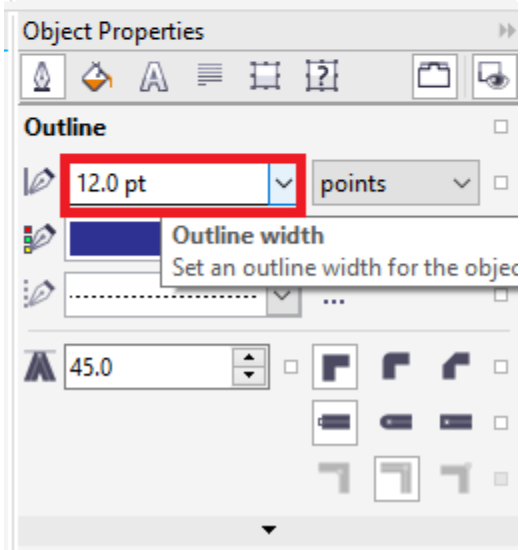 Object Properties
Outline
12.0 pt
points
Outline width
Set an outline width for the objec
...
45.0